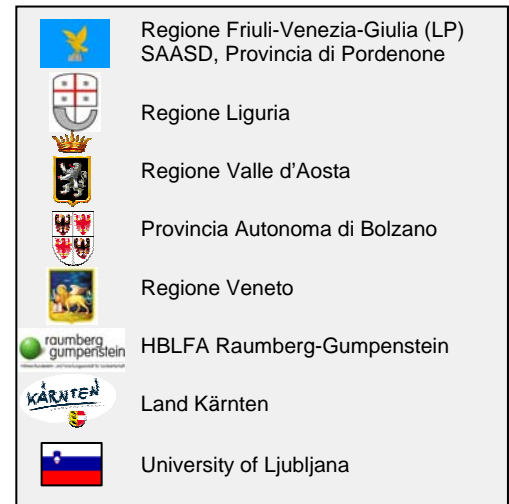 Regione Friuli-Venezia-Giulia (LP)
SAASD, Provincia di Pordenone
Regione Liguria
Regione Valle d'Aosta
Provincia Autonoma di Bolzano
Regione Veneto
raumberg
gumpenstein
HBLFA Raumberg-Gumpenstein
KÄRNTEN
Land Kärnten
University of Ljubljana